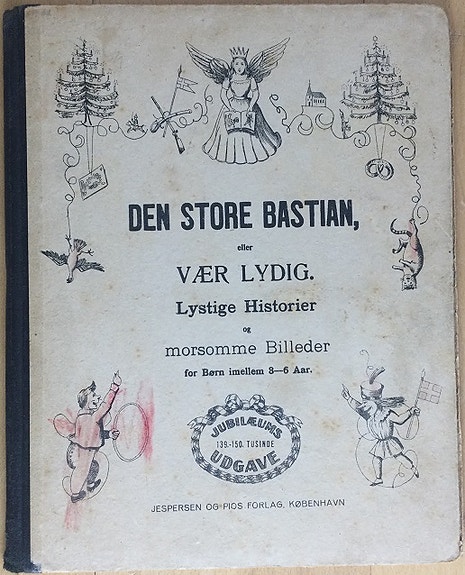 DEN STORE BASTIAN,
eller
VÆR LYDIG.
Lystige Historier
og
morsomme Billeder
for Børn imellem 3—6 Aar.
JUBILÆUMS
139.-150. TUSINDE
UDGAVE
JESPERSEN OG PIOS FORLAG, KØBENHAVN